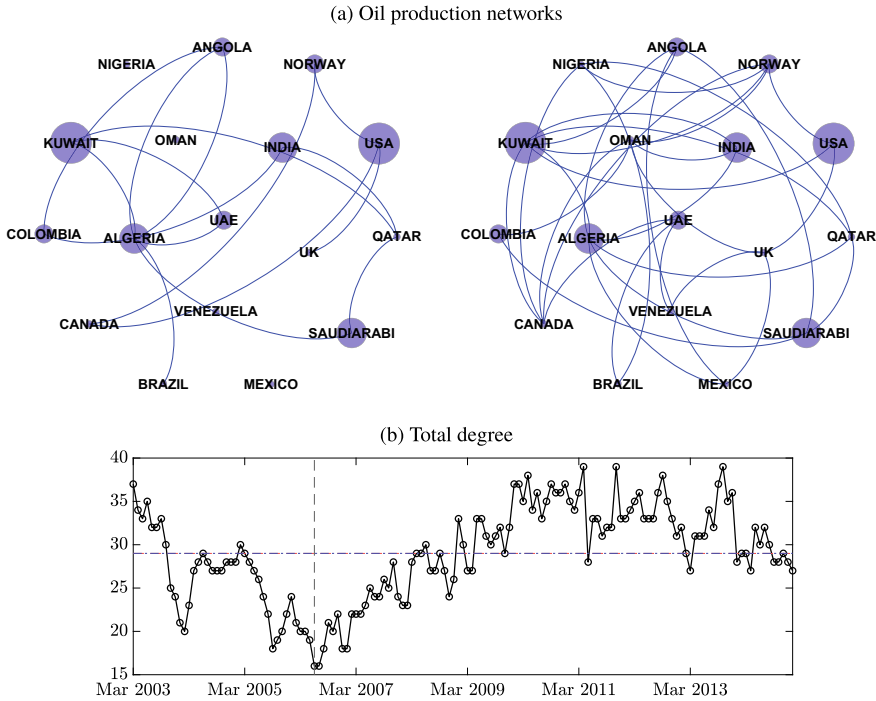 (a) Oil production networks
ANGOLA
NIGERIA
NORWAY
KUWAIT
OMAN
INDIA
USA
COLOMBIA
ALGERIA
UAE
UK
QATAR
CANADA
VENEZUELA
SAUDIARABI
BRAZIL
MEXICO
ANGOLA
NIGERIA
NORWAY
KUWAIT
OMAN
INDIA
USA
COLOMBIA
ALGERIA
UAE
UK
QATAR
CANADA
VENEZUELA
SAUDIARABI
BRAZIL
MEXICO
(b) Total degree
40
35
30
25
20
15
Mar 2003 Mar 2005 Mar 2007 Mar 2009 Mar 2011 Mar 2013